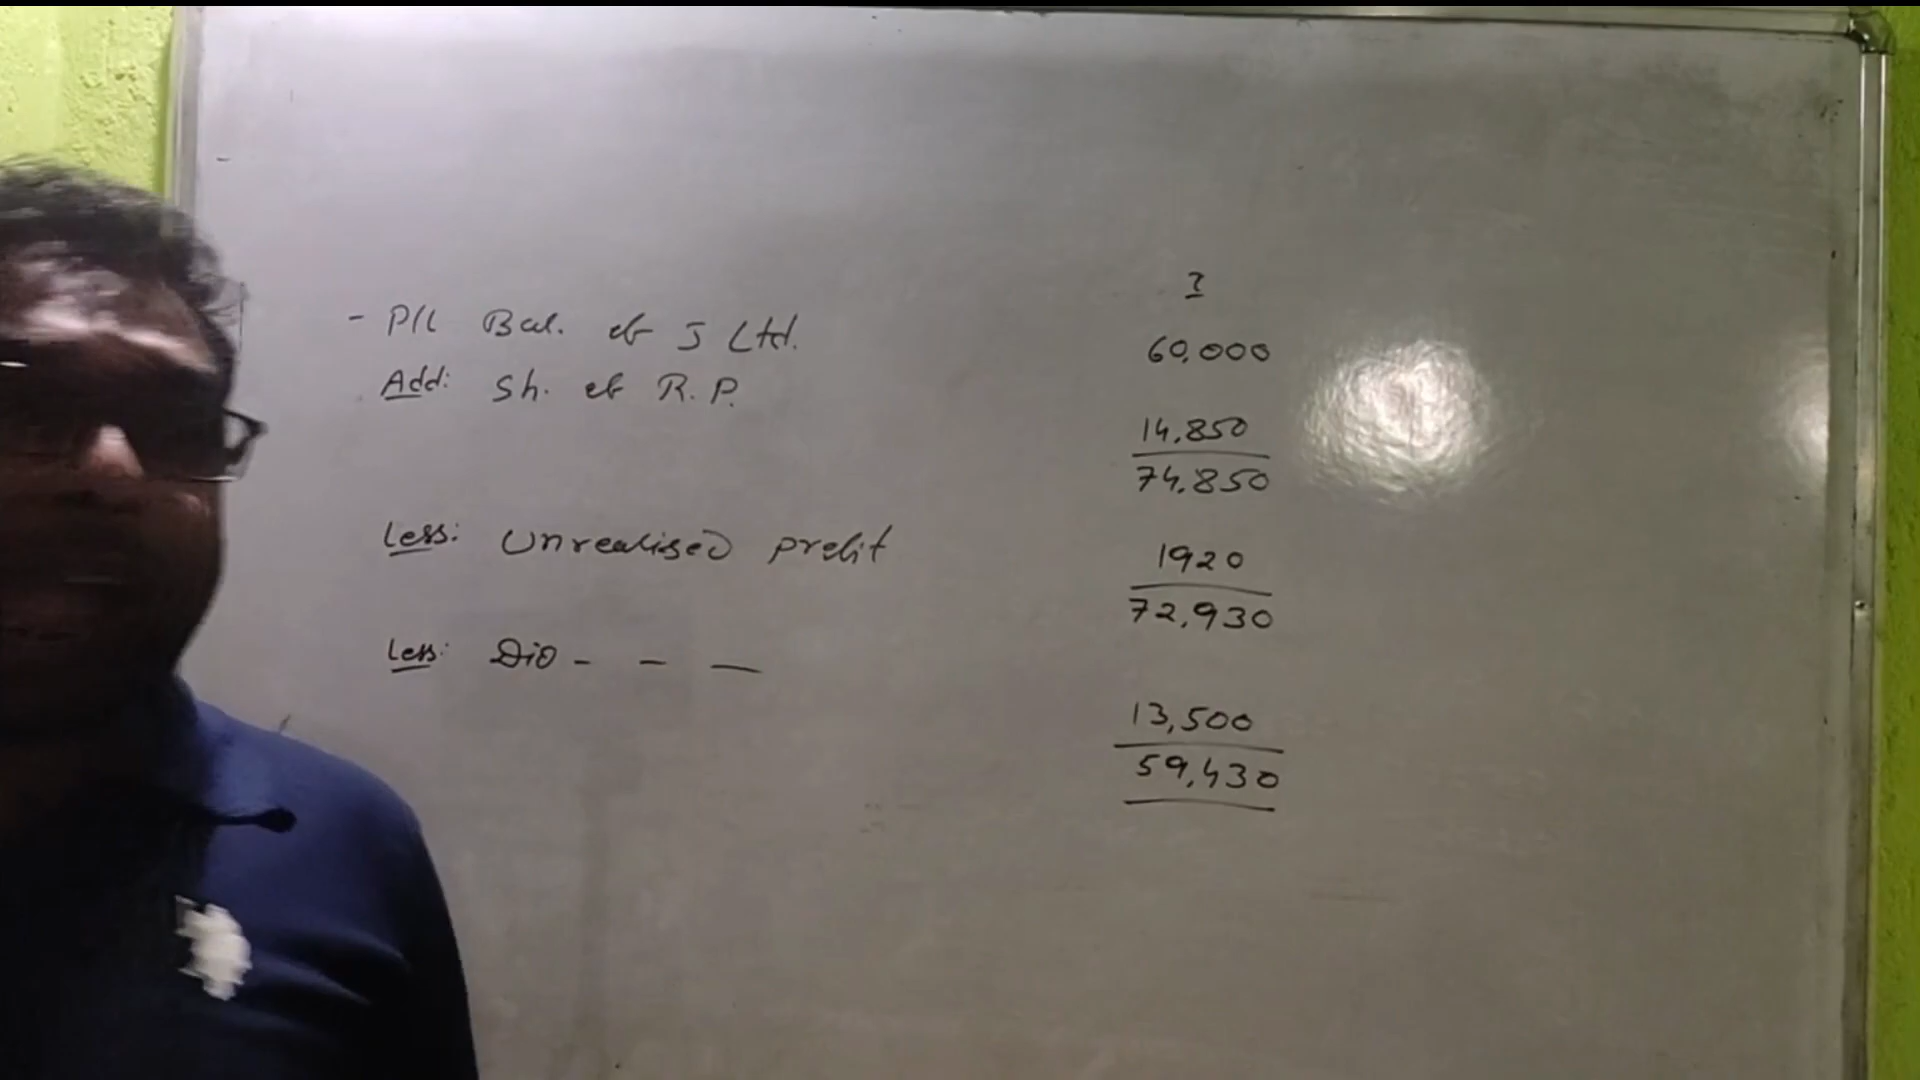 ₹
- P/L Bal. of J Ltd. 60,000
Add: Sh. of R.P. 14,850
74,850
Less: Unrealised profit 1920
72,930
Less: Div - - — 13,500
59,430